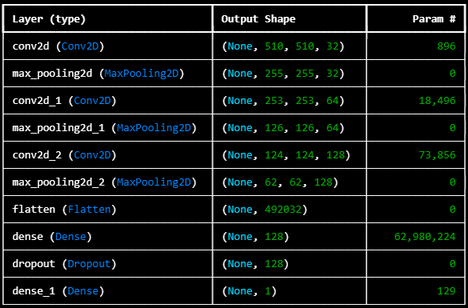 Layer (type) Output Shape Param #
conv2d (Conv2D) (None, 510, 510, 32) 896
max_pooling2d (MaxPooling2D) (None, 255, 255, 32) 0
conv2d_1 (Conv2D) (None, 253, 253, 64) 18,496
max_pooling2d_1 (MaxPooling2D) (None, 126, 126, 64) 0
conv2d_2 (Conv2D) (None, 124, 124, 128) 73,856
max_pooling2d_2 (MaxPooling2D) (None, 62, 62, 128) 0
flatten (Flatten) (None, 492032) 0
dense (Dense) (None, 128) 62,980,224
dropout (Dropout) (None, 128) 0
dense_1 (Dense) (None, 1) 129